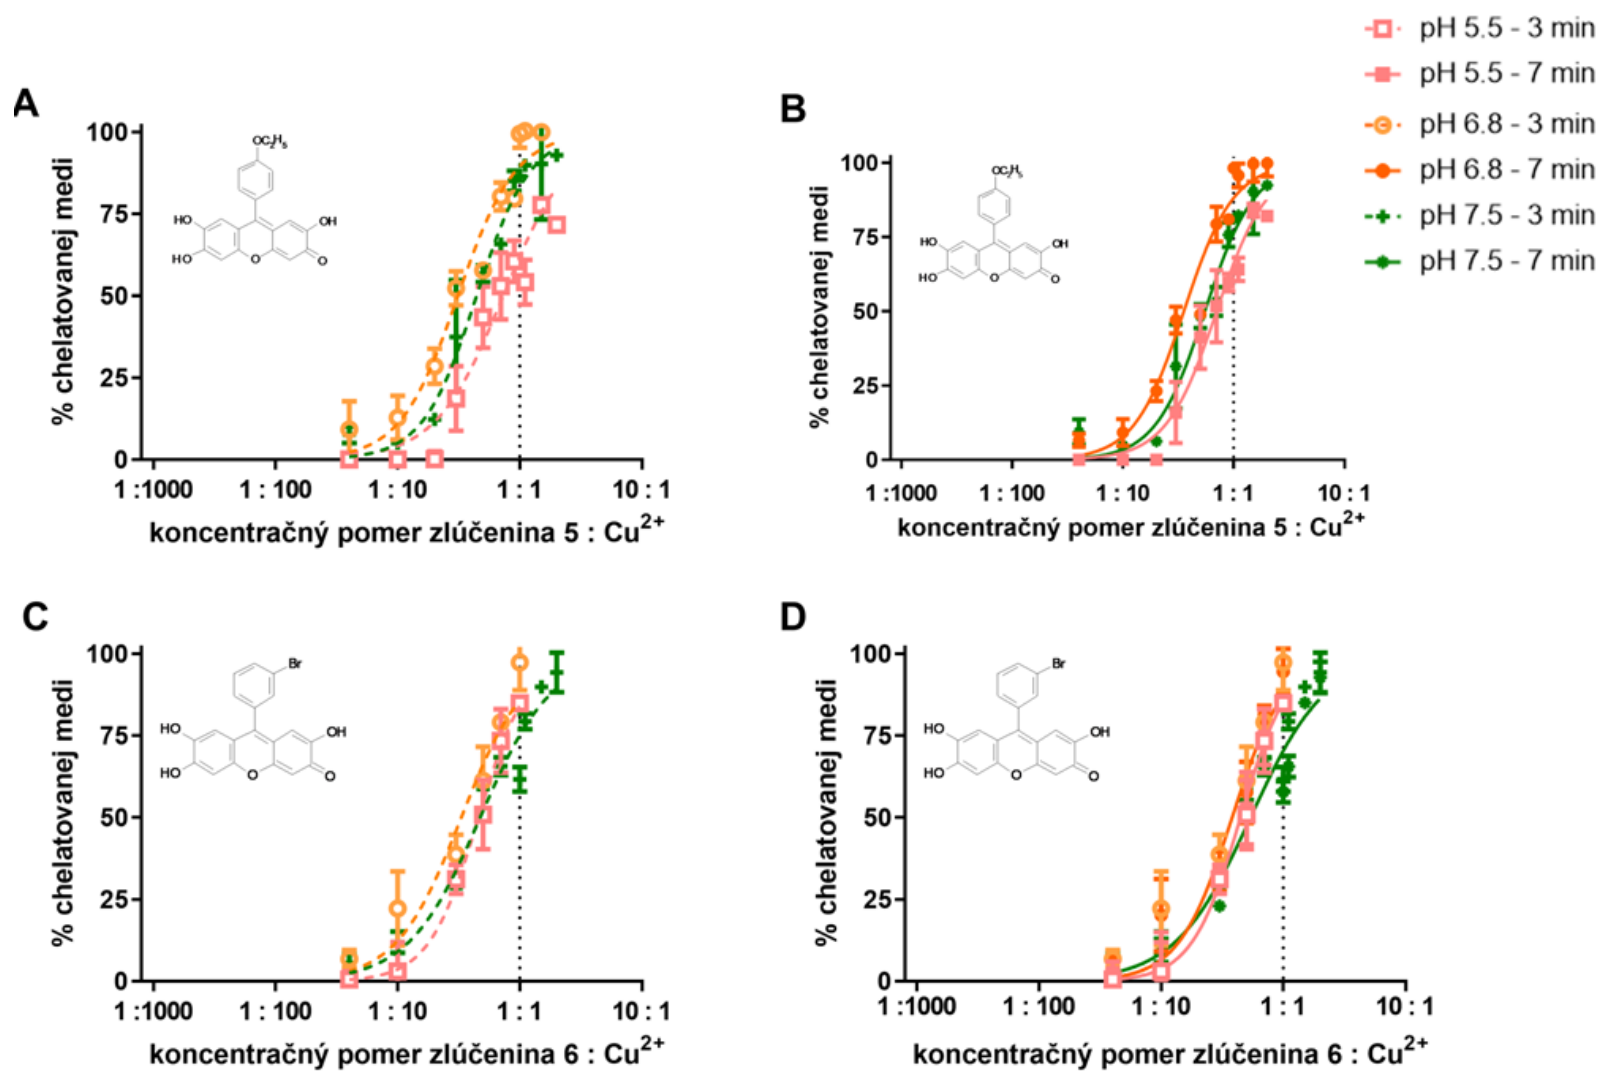 pH 5.5 - 3 min
pH 5.5 - 7 min
pH 6.8 - 3 min
pH 6.8 - 7 min
pH 7.5 - 3 min
pH 7.5 - 7 min
A
% chelatovanej medi
100
75
50
25
0
OC₂H₅
HO
OH
HO
O
O
1:1000 1:100 1:10 1:1 10:1
koncentračný pomer zlúčenina 5 : Cu²⁺
B
% chelatovanej medi
100
75
50
25
0
OC₂H₅
HO
OH
HO
O
O
1:1000 1:100 1:10 1:1 10:1
koncentračný pomer zlúčenina 5 : Cu²⁺
C
% chelatovanej medi
100
75
50
25
0
Br
HO
OH
HO
O
O
1:1000 1:100 1:10 1:1 10:1
koncentračný pomer zlúčenina 6 : Cu²⁺
D
% chelatovanej medi
100
75
50
25
0
Br
HO
OH
HO
O
O
1:1000 1:100 1:10 1:1 10:1
koncentračný pomer zlúčenina 6 : Cu²⁺